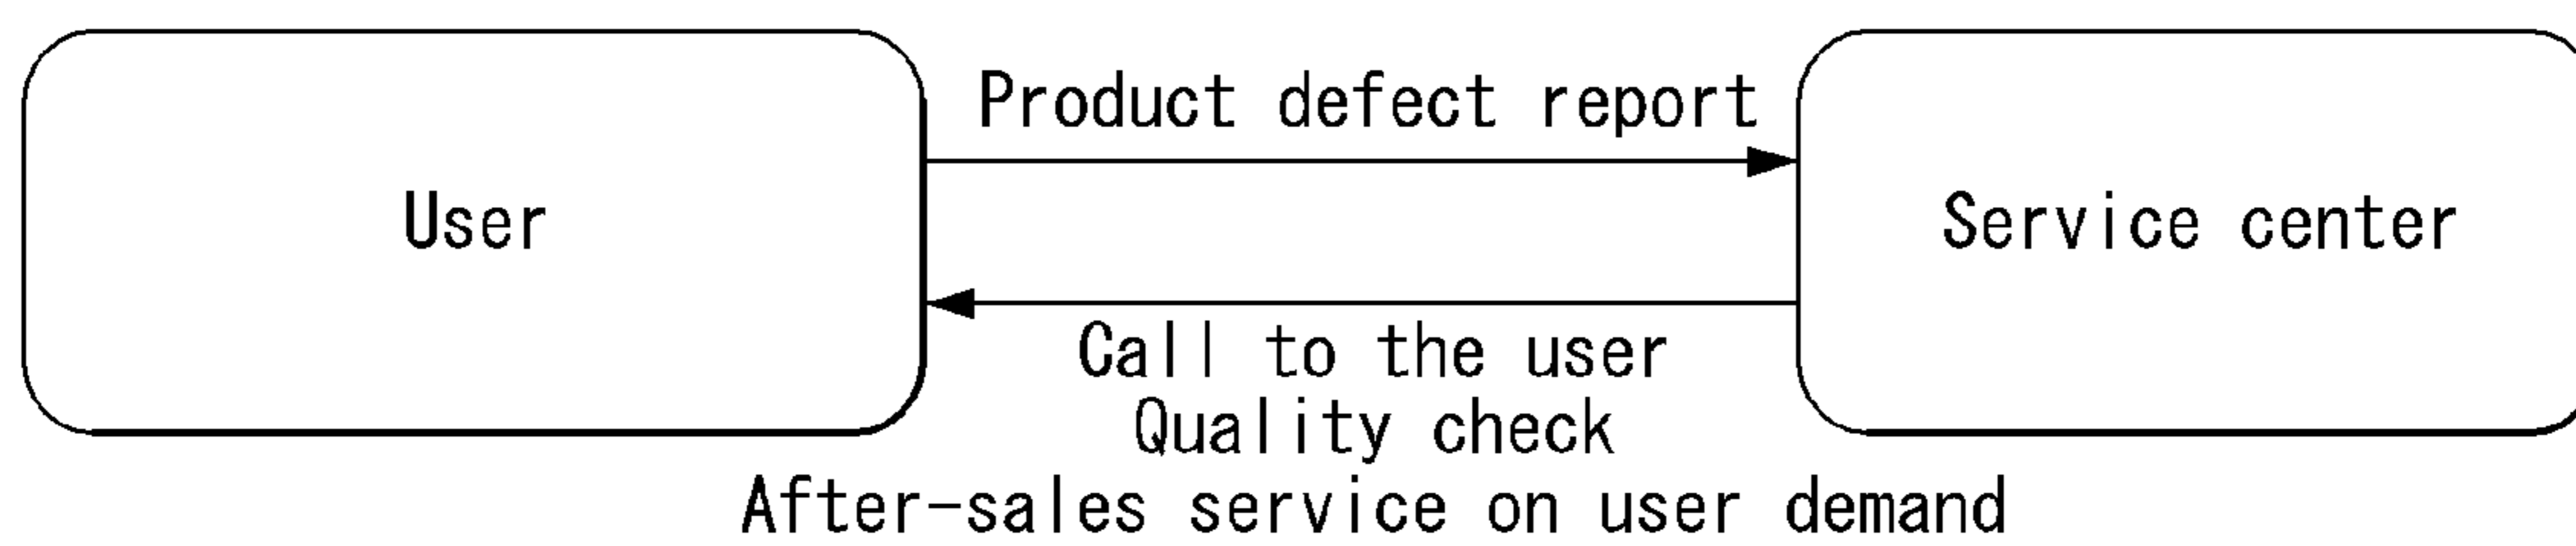 Product defect report
User
Service center
Call to the user
Quality check
After-sales service on user demand